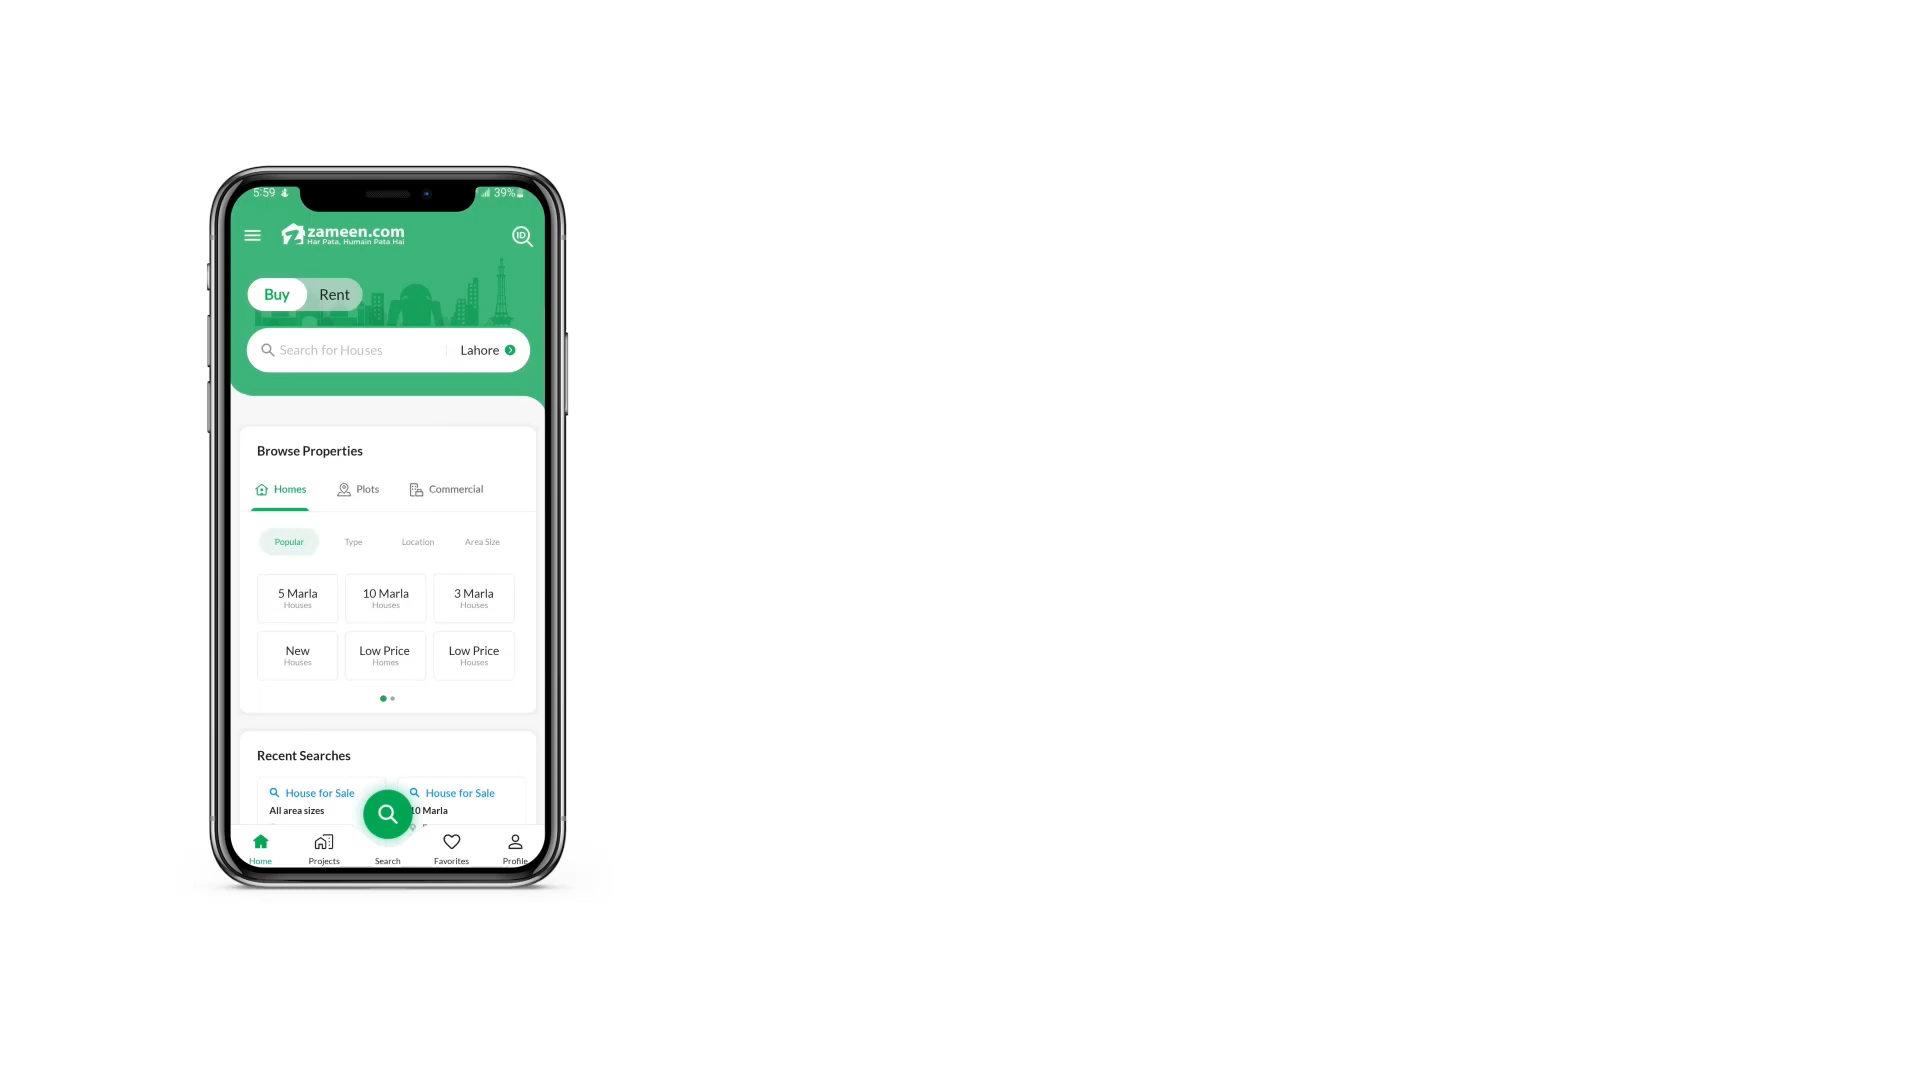 5:59
39%
zameen.com
Har Pata, Humain Pata Hai
ID
Buy Rent
Search for Houses Lahore
Browse Properties
Homes Plots Commercial
Popular Type Location Area Size
5 Marla 10 Marla 3 Marla
Houses Houses Houses
New Low Price Low Price
Houses Homes Houses
Recent Searches
House for Sale House for Sale
All area sizes 10 Marla
Home Projects Search Favorites Profile